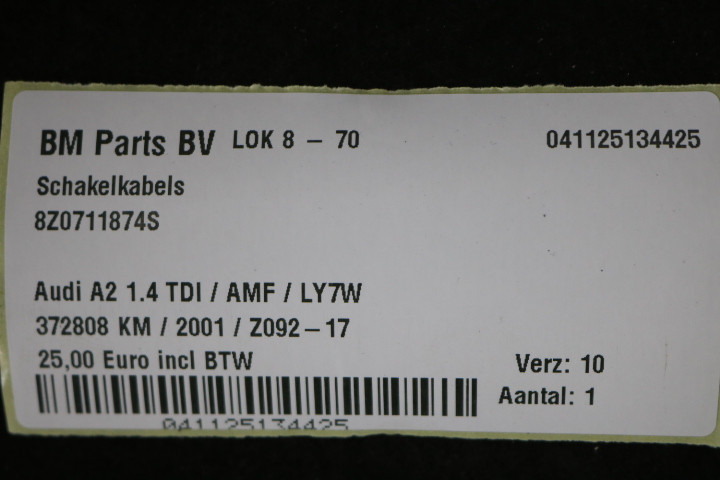 BM Parts BV LOK 8 – 70 041125134425
Schakelkabels
8Z0711874S
Audi A2 1.4 TDI / AMF / LY7W
372808 KM / 2001 / Z092–17
25,00 Euro incl BTW Verz: 10
Aantal: 1
041125134425